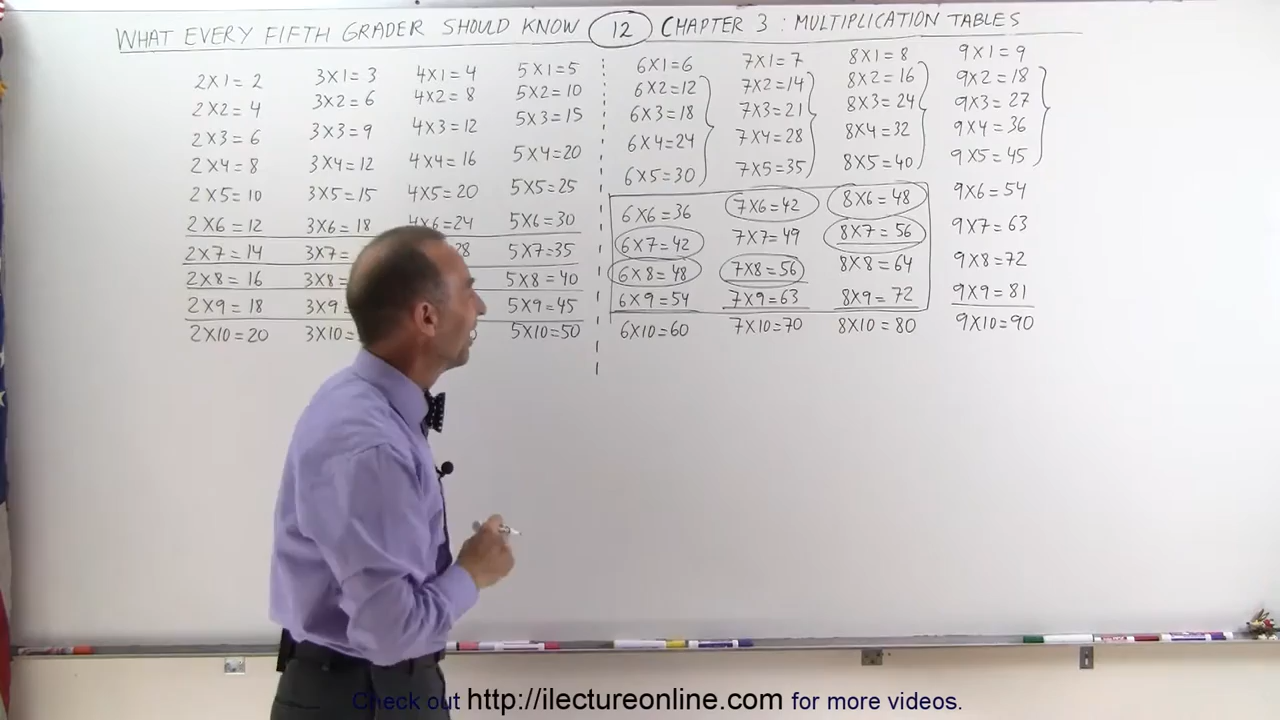 WHAT EVERY FIFTH GRADER SHOULD KNOW 12 CHAPTER 3 : MULTIPLICATION TABLES
2X1=2
2X2=4
2X3=6
2X4=8
2X5=10
2X6=12
2X7=14
2X8=16
2X9=18
2X10=20
3X1=3
3X2=6
3X3=9
3X4=12
3X5=15
3X6=18
3X7=
3X8=
3X9
3X10=
4X1=4
4X2=8
4X3=12
4X4=16
4X5=20
4X6=24
28
5X1=5
5X2=10
5X3=15
5X4=20
5X5=25
5X6=30
5X7=35
5X8=40
5X9=45
5X10=50
6X1=6
6X2=12
6X3=18
6X4=24
6X5=30
6X6=36
6X7=42
6X8=48
6X9=54
6X10=60
7X1=7
7X2=14
7X3=21
7X4=28
7X5=35
7X6=42
7X7=49
7X8=56
7X9=63
7X10=70
8X1=8
8X2=16
8X3=24
8X4=32
8X5=40
8X6=48
8X7=56
8X8=64
8X9=72
8X10=80
9X1=9
9X2=18
9X3=27
9X4=36
9X5=45
9X6=54
9X7=63
9X8=72
9X9=81
9X10=90
Check out http://ilectureonline.com for more videos.